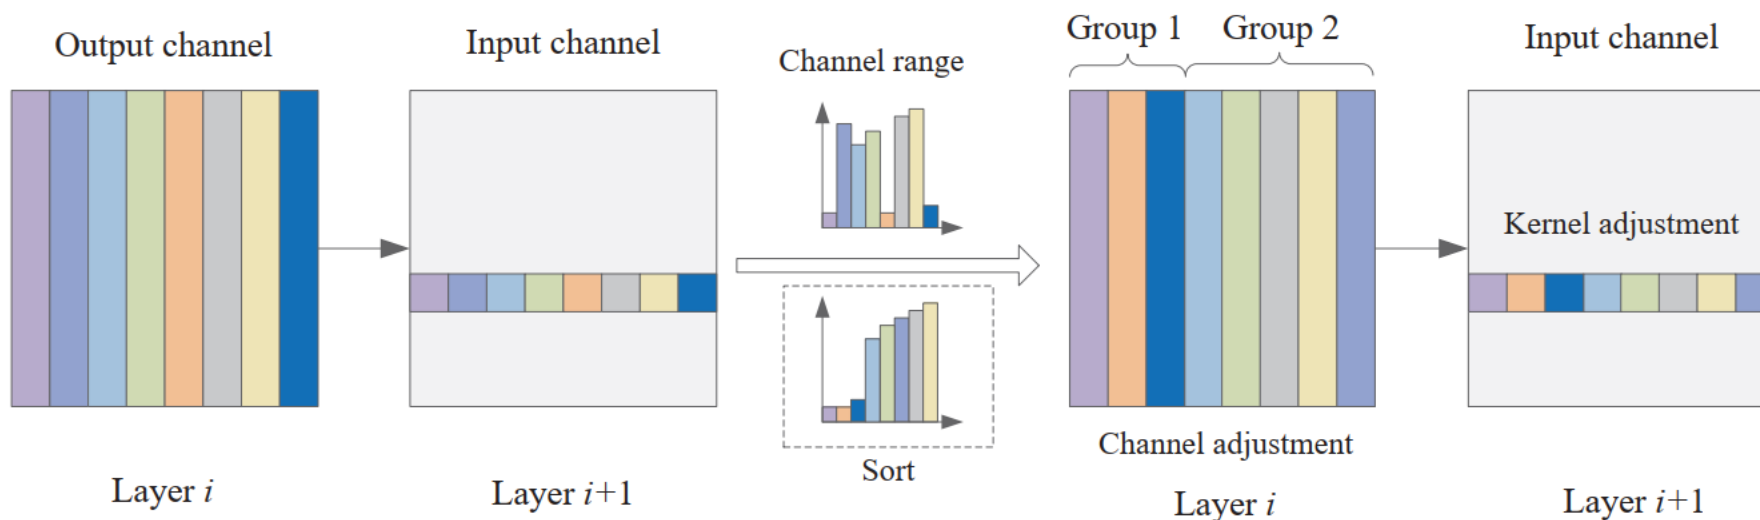 Output channel
Input channel
Channel range
Group 1
Group 2
Input channel
Kernel adjustment
Channel adjustment
Sort
Layer i
Layer i+1
Layer i
Layer i+1